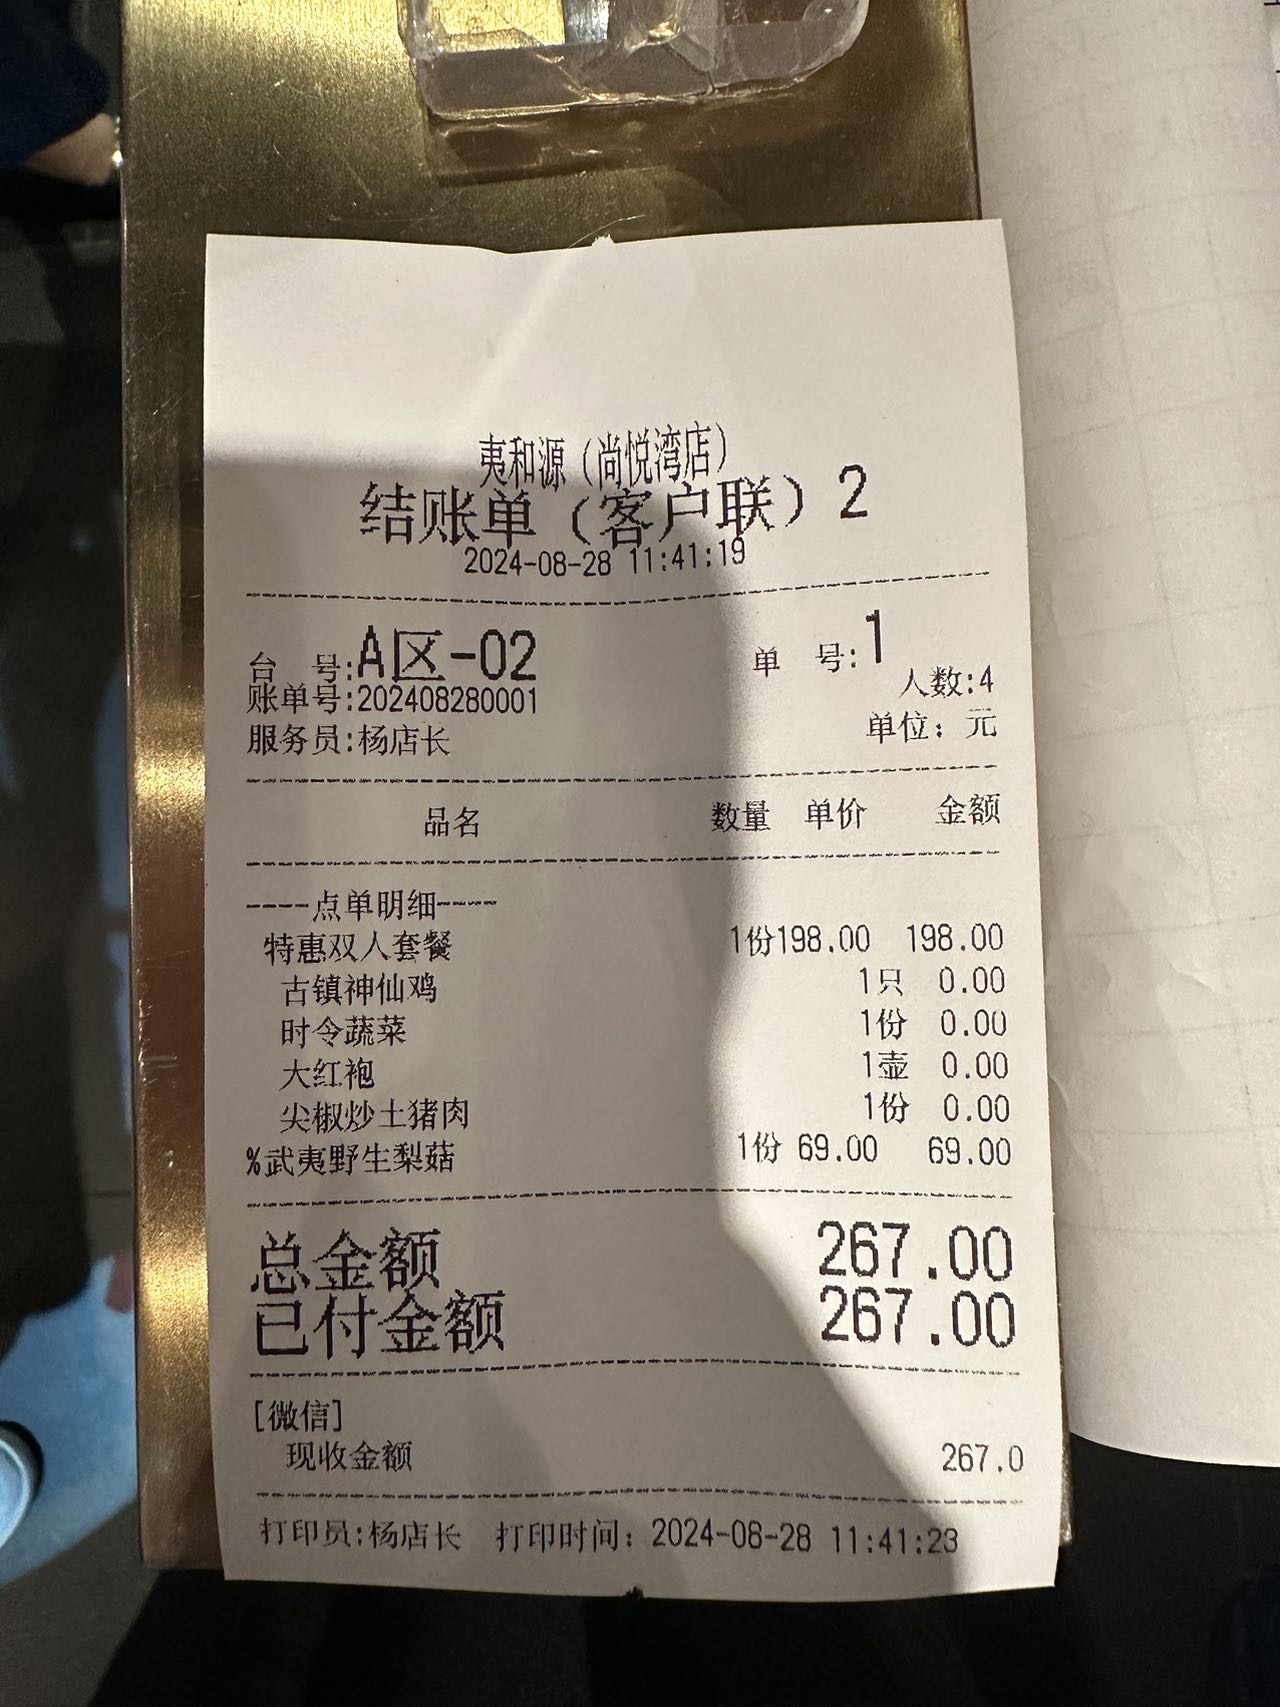 夷和源（尚悦湾店）
结账单（客户联）2
2024-08-28 11:41:19
台 号:A区-02 单 号:1
人数:4
账单号:202408280001
单位：元
服务员:杨店长
品名 数量 单价 金额
----点单明细----
特惠双人套餐 1份198.00 198.00
古镇神仙鸡 1只 0.00
时令蔬菜 1份 0.00
大红袍 1壶 0.00
尖椒炒土猪肉 1份 0.00
%武夷野生梨菇 1份 69.00 69.00
总金额 267.00
已付金额 267.00
[微信]
现收金额 267.0
打印员:杨店长 打印时间：2024-08-28 11:41:23